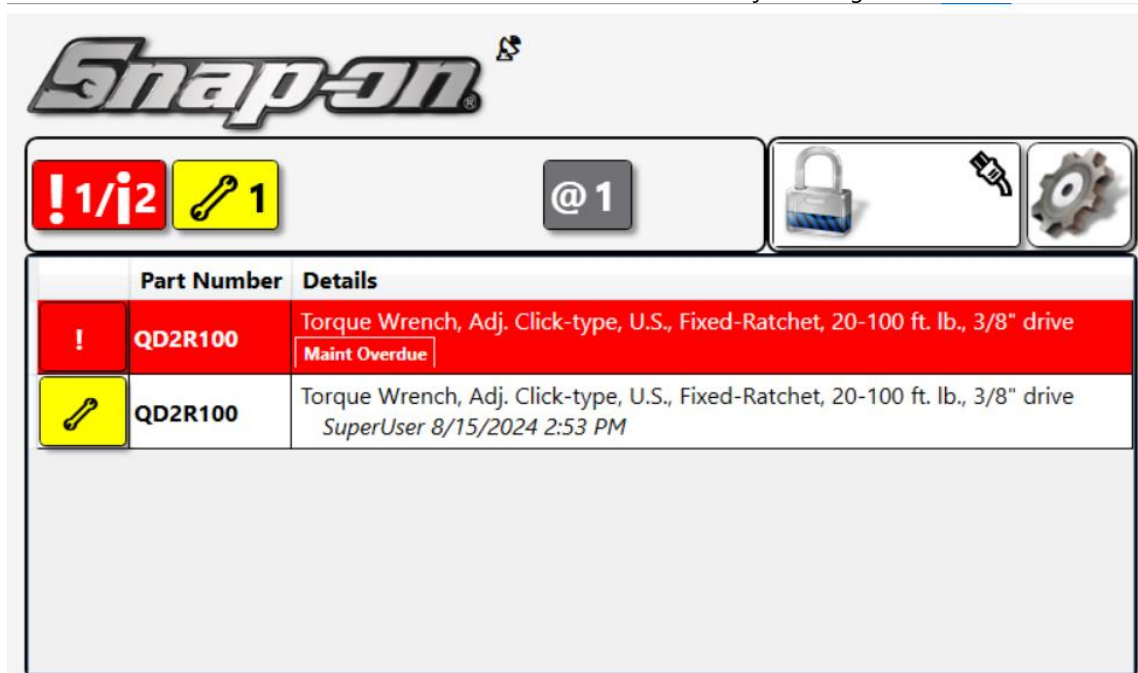 Snap-on®
! 1/i2
1
@ 1
Part Number Details
! QD2R100 Torque Wrench, Adj. Click-type, U.S., Fixed-Ratchet, 20-100 ft. lb., 3/8" drive
Maint Overdue
QD2R100 Torque Wrench, Adj. Click-type, U.S., Fixed-Ratchet, 20-100 ft. lb., 3/8" drive
SuperUser 8/15/2024 2:53 PM